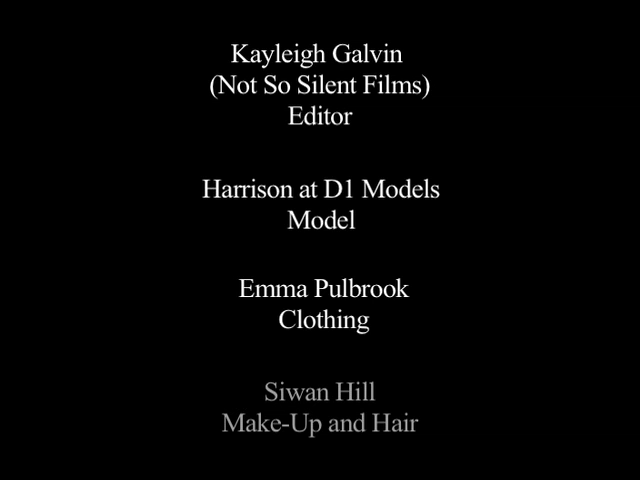 Kayleigh Galvin
(Not So Silent Films)
Editor
Harrison at D1 Models
Model
Emma Pulbrook
Clothing
Siwan Hill
Make-Up and Hair